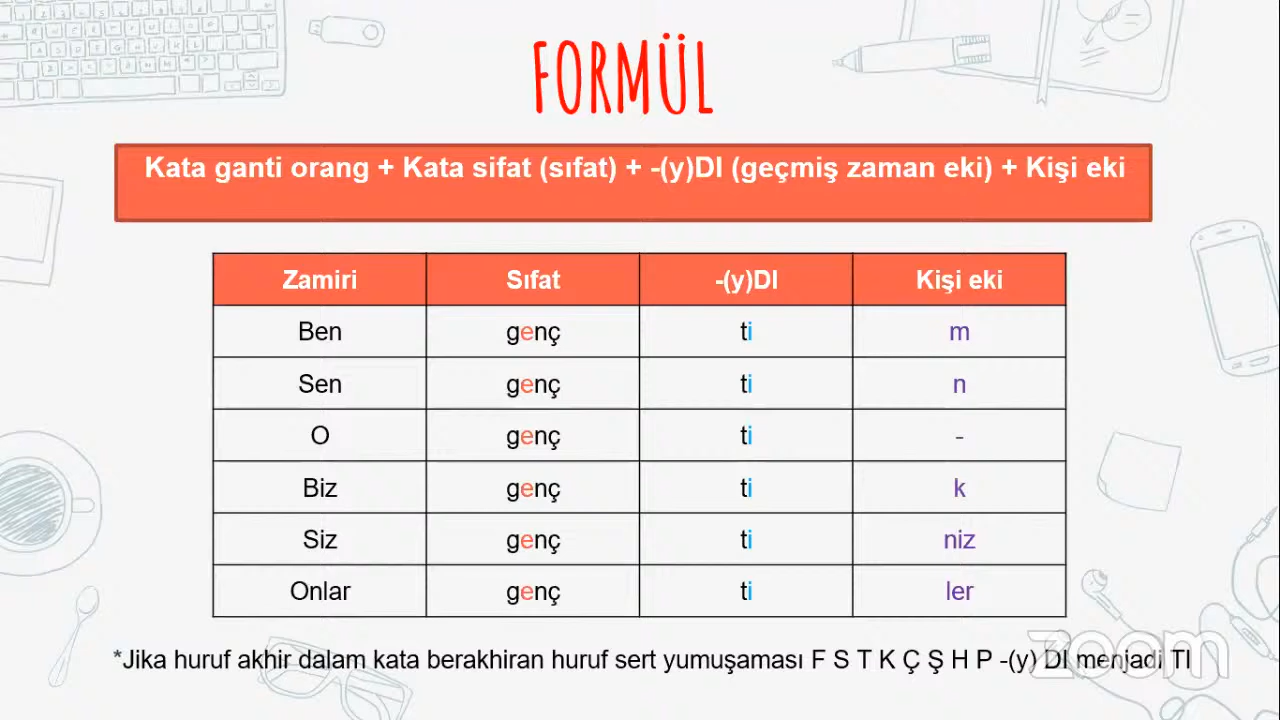 FORMÜL
Kata ganti orang + Kata sifat (sıfat) + -(y)DI (geçmiş zaman eki) + Kişi eki
Zamiri Sıfat -(y)DI Kişi eki
Ben genç ti m
Sen genç ti n
O genç ti -
Biz genç ti k
Siz genç ti niz
Onlar genç ti ler
*Jika huruf akhir dalam kata berakhiran huruf sert yumuşaması F S T K Ç Ş H P -(y) DI menjadi TI
zoom